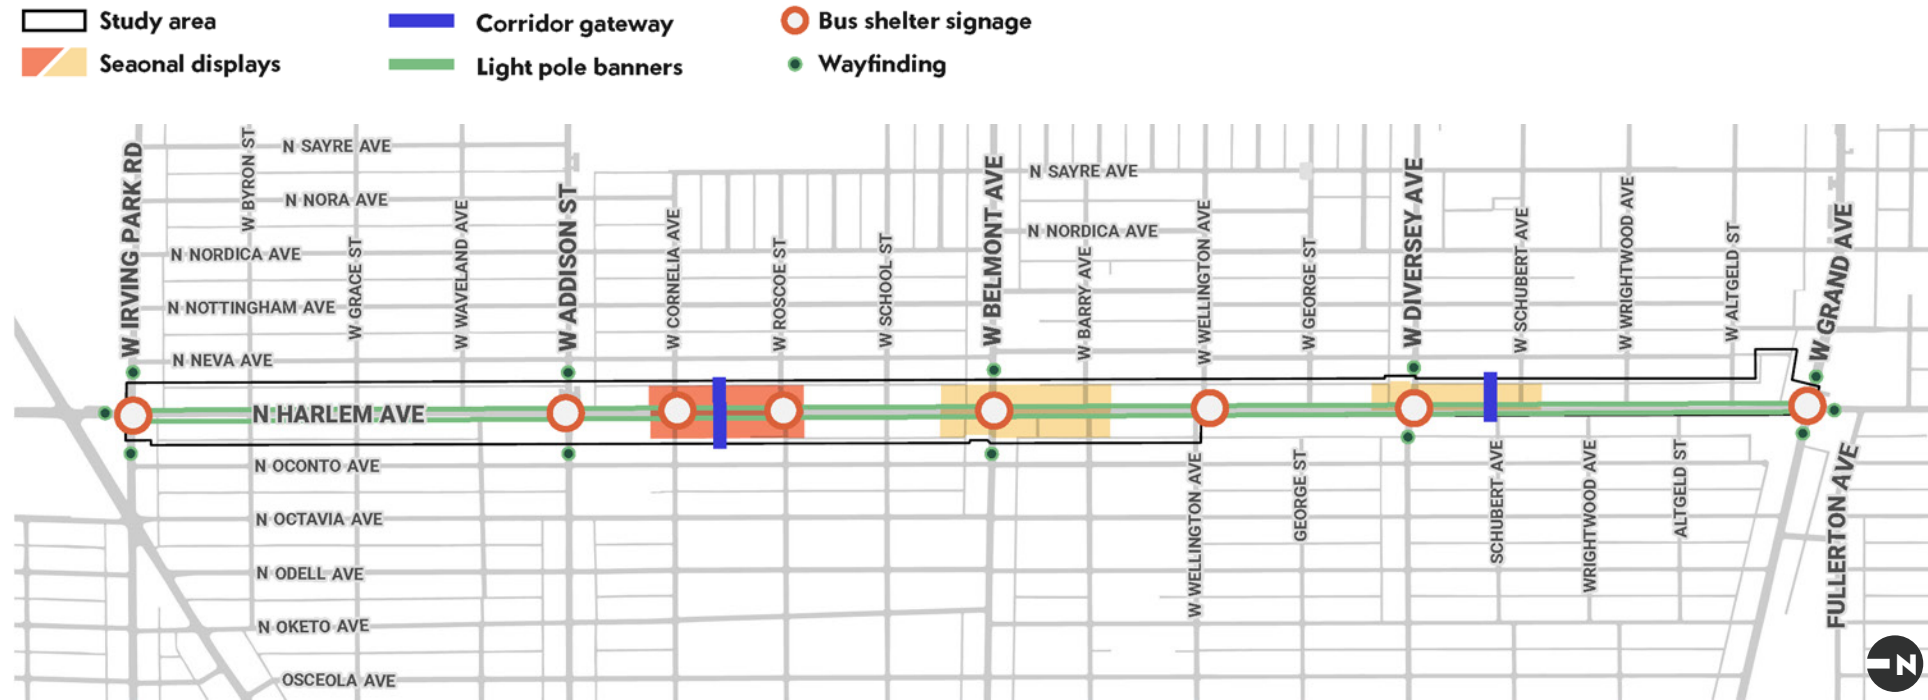 Study area
Corridor gateway
Bus shelter signage
Seaonal displays
Light pole banners
Wayfinding
W IRVING PARK RD
W BYRON ST
N SAYRE AVE
N NORA AVE
N NORDICA AVE
W GRACE ST
W WAVELAND AVE
N NOTTINGHAM AVE
N NEVA AVE
W ADDISON ST
W CORNELIA AVE
W ROSCOE ST
W SCHOOL ST
W BELMONT AVE
N SAYRE AVE
N NORDICA AVE
W BARRY AVE
W WELLINGTON AVE
W GEORGE ST
W DIVERSEY AVE
W SCHUBERT AVE
W WRIGHTWOOD AVE
W ALTGELD ST
W GRAND AVE
N HARLEM AVE
N OCONTO AVE
N OCTAVIA AVE
N ODELL AVE
N OKETO AVE
OSCEOLA AVE
W WELLINGTON AVE
GEORGE ST
SCHUBERT AVE
WRIGHTWOOD AVE
ALTGELD ST
FULLERTON AVE
N